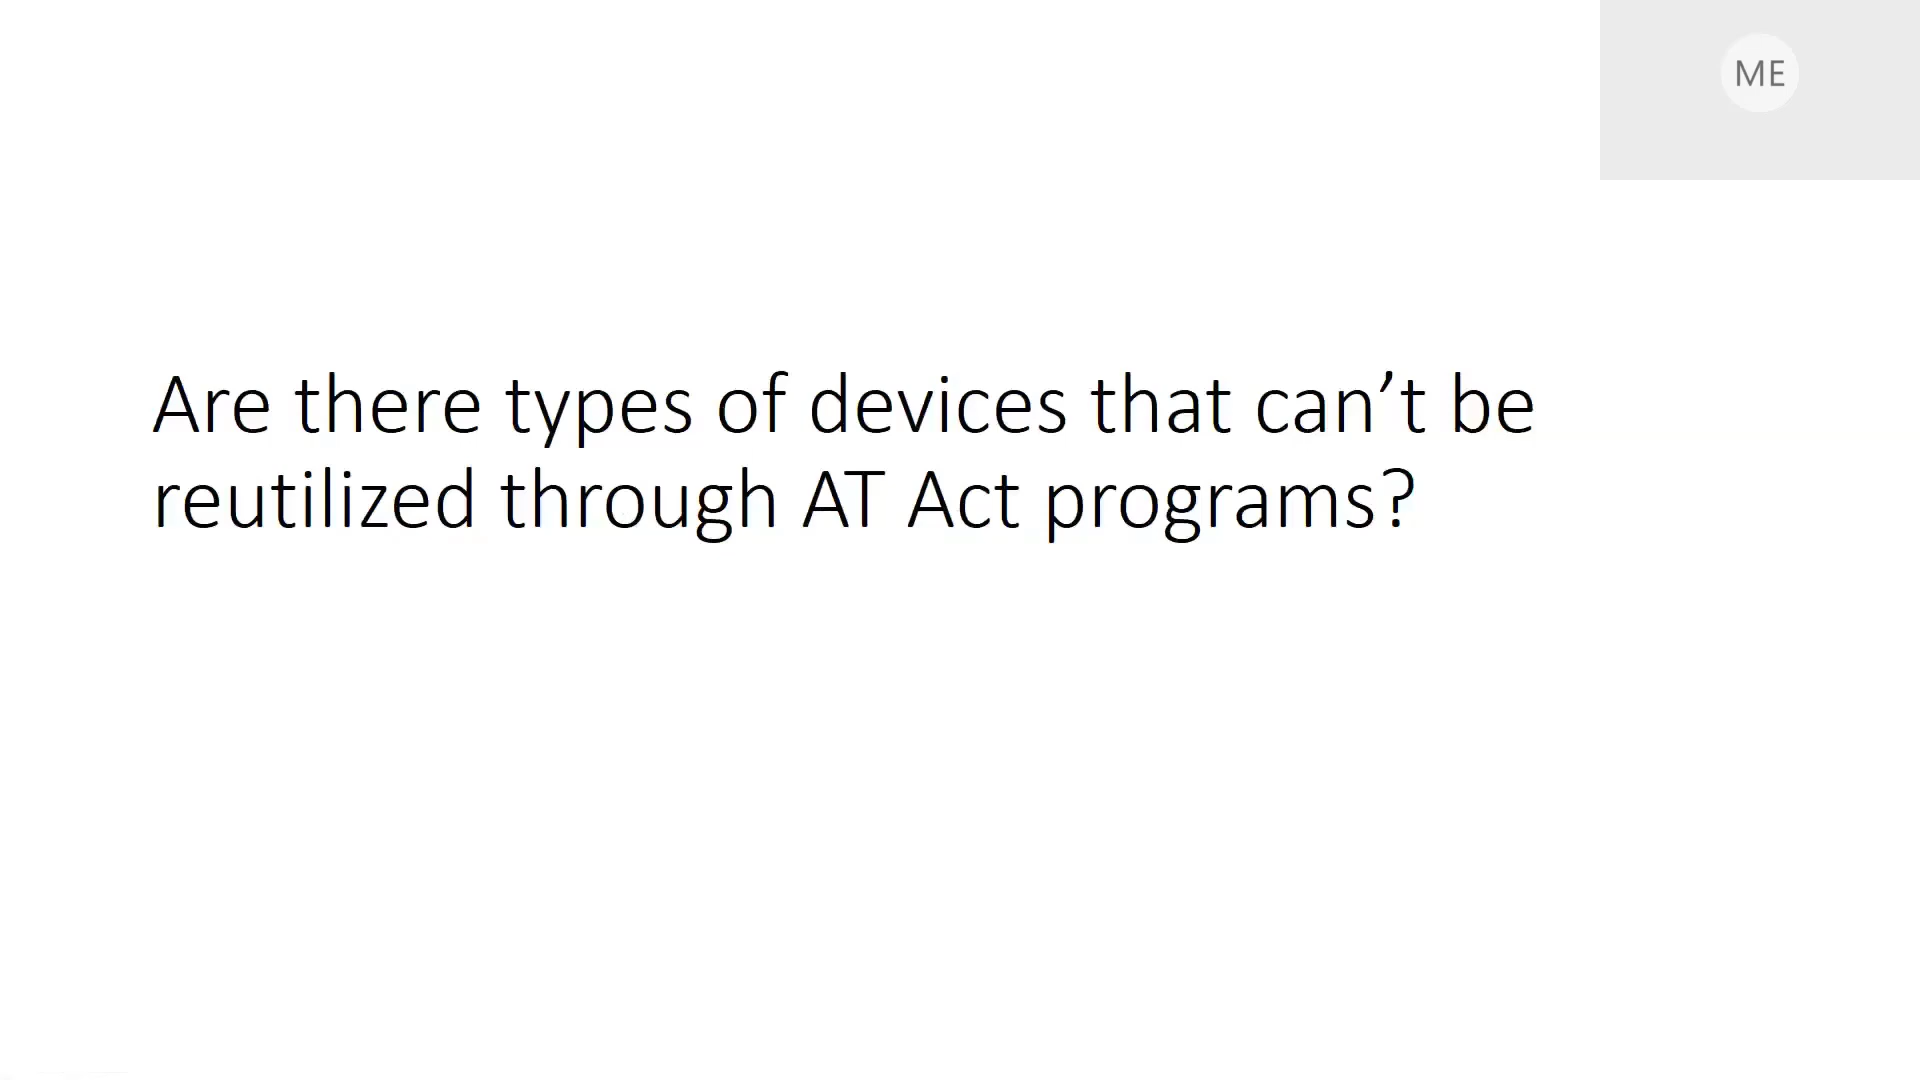 ME
Are there types of devices that can’t be
reutilized through AT Act programs?